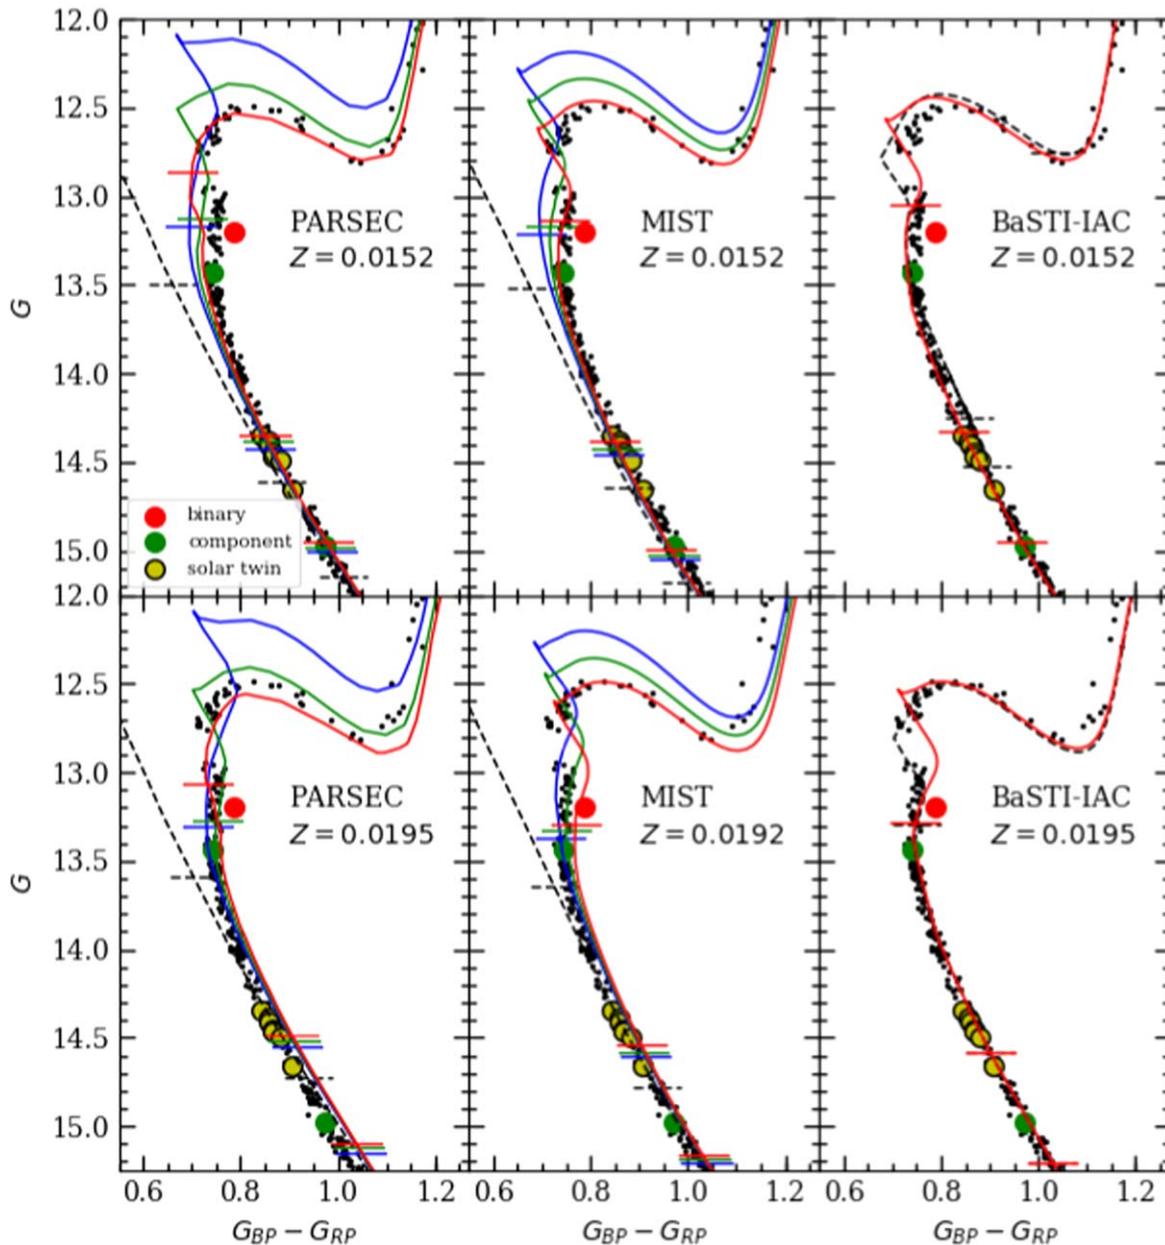 12.0
12.5
13.0
13.5
14.0
14.5
15.0
G
PARSEC
Z = 0.0152
MIST
Z = 0.0152
BaSTI-IAC
Z = 0.0152
binary
component
solar twin
12.0
12.5
13.0
13.5
14.0
14.5
15.0
G
PARSEC
Z = 0.0195
MIST
Z = 0.0192
BaSTI-IAC
Z = 0.0195
0.6 0.8 1.0 1.2 0.6 0.8 1.0 1.2 0.6 0.8 1.0 1.2
G_BP − G_RP G_BP − G_RP G_BP − G_RP